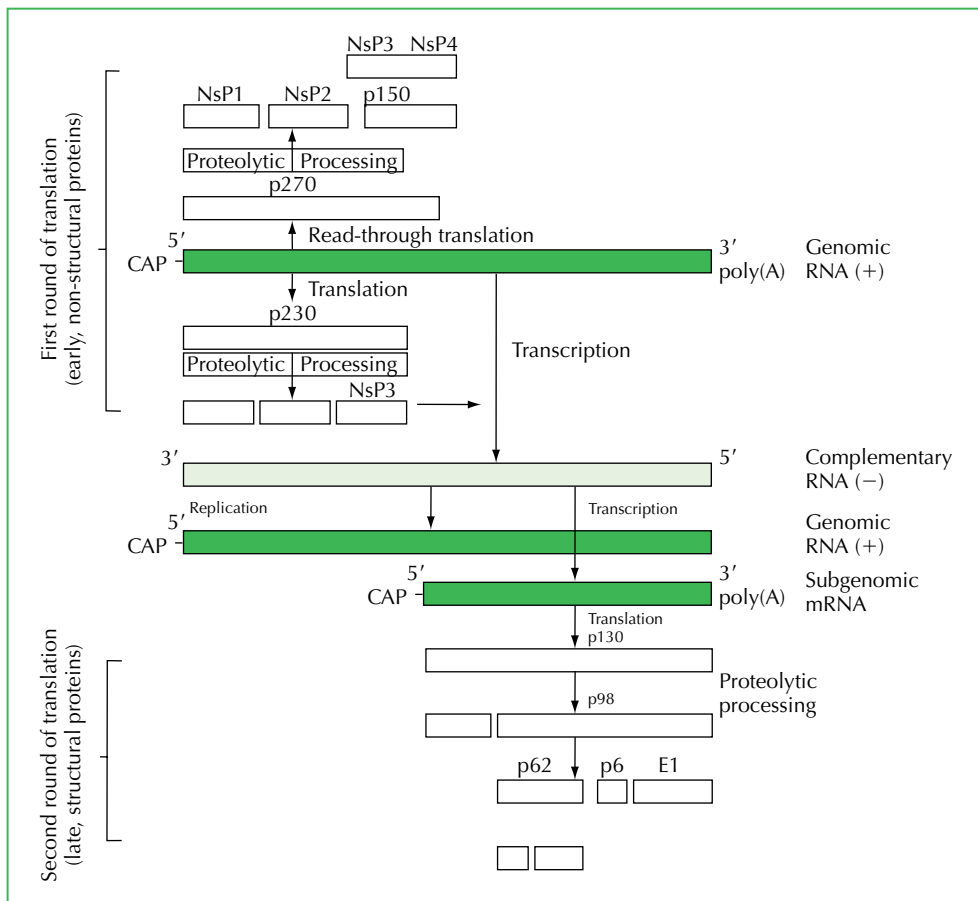 NsP3 NsP4
NsP1 NsP2 p150
Proteolytic Processing
p270
Read-through translation
5′ 3′
CAP poly(A)
Genomic
RNA (+)
Translation
p230
Proteolytic Processing
NsP3
Transcription
First round of translation
(early, non-structural proteins)
3′ 5′
Complementary
RNA (−)
Replication Transcription
5′
CAP
Genomic
RNA (+)
5′ 3′
CAP poly(A)
Subgenomic
mRNA
Translation
p130
Proteolytic
processing
p98
p62 p6 E1
Second round of translation
(late, structural proteins)